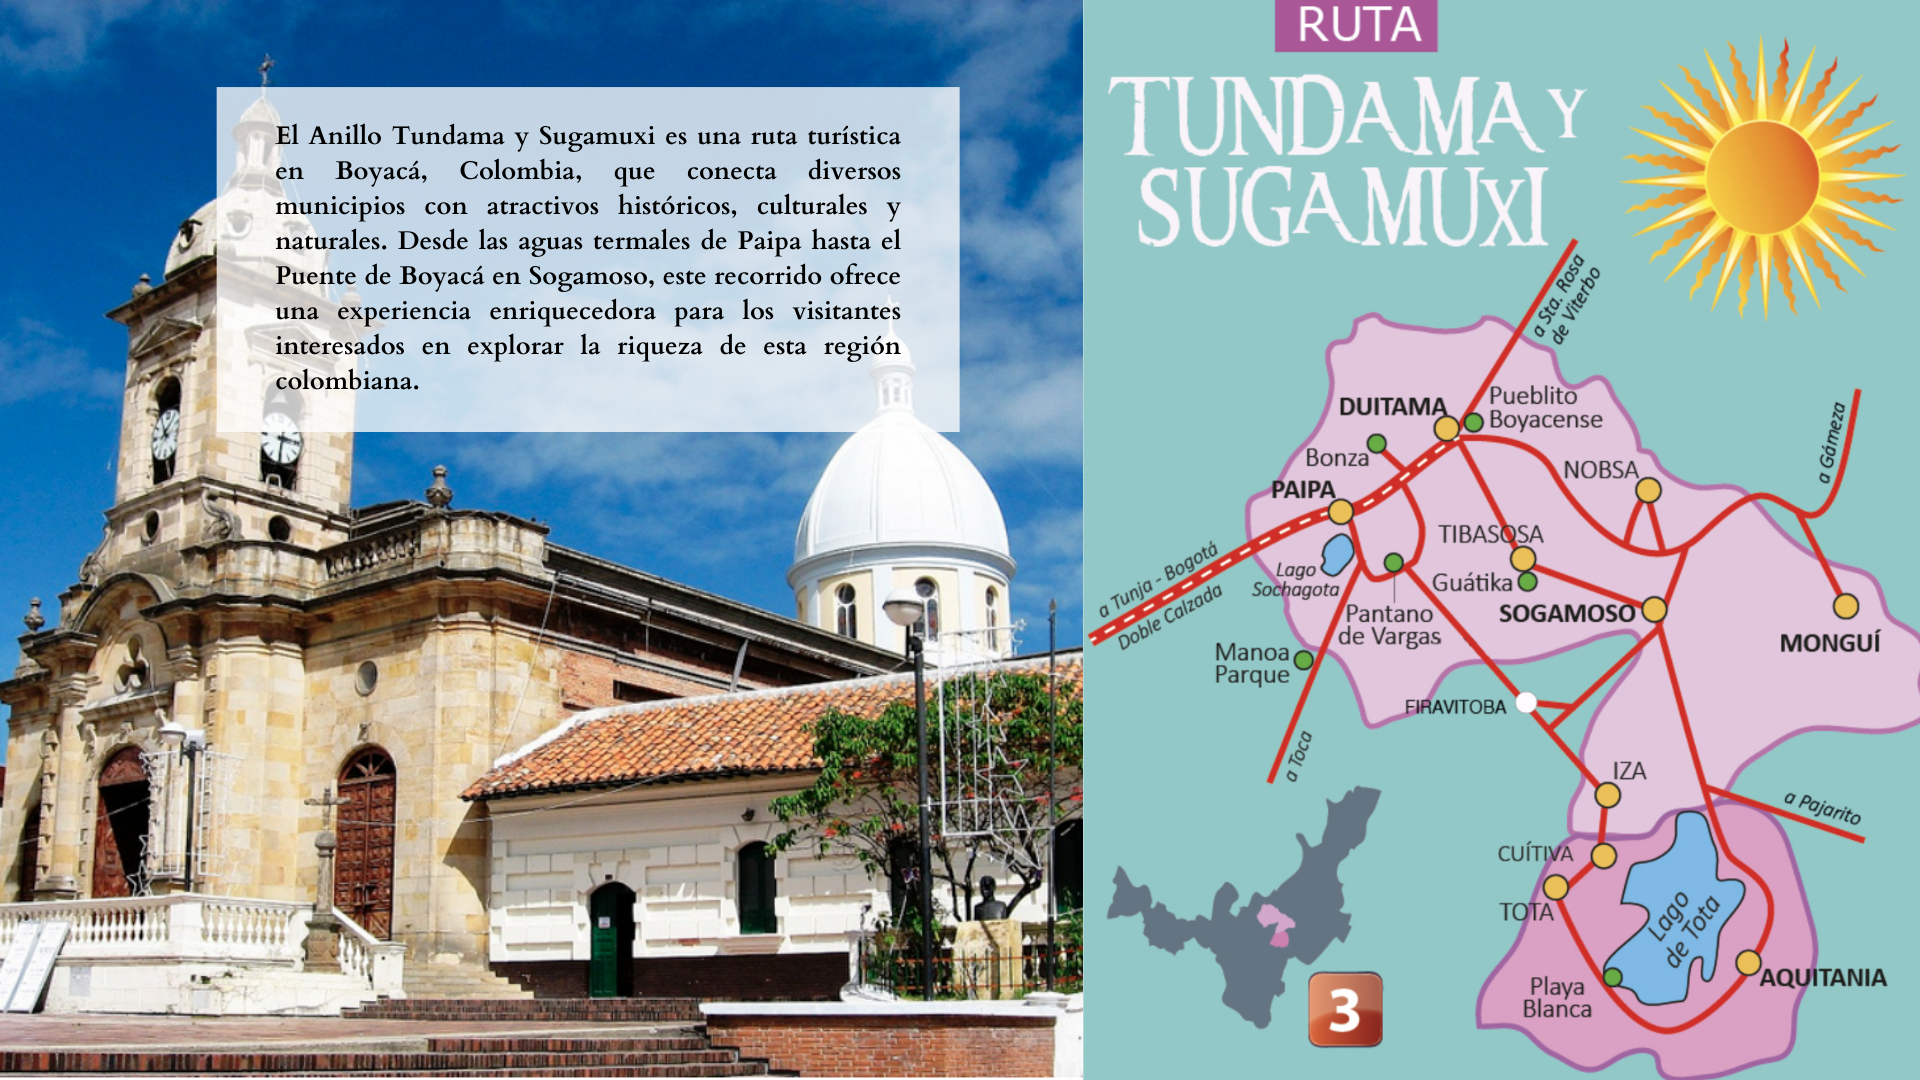 El Anillo Tundama y Sugamuxi es una ruta turística
en Boyacá, Colombia, que conecta diversos
municipios con atractivos históricos, culturales y
naturales. Desde las aguas termales de Paipa hasta el
Puente de Boyacá en Sogamoso, este recorrido ofrece
una experiencia enriquecedora para los visitantes
interesados en explorar la riqueza de esta región
colombiana.
RUTA
TUNDAMA Y
SUGAMUXI
a Sta. Rosa
de Viterbo
DUITAMA
Pueblito
Boyacense
Bonza
NOBSA
a Gámeza
PAIPA
TIBASOSA
a Tunja - Bogotá
Doble Calzada
Lago
Sochagota
Guátika
Pantano
de Vargas
SOGAMOSO
MONGUÍ
Manoa
Parque
FIRAVITOBA
a Toca
IZA
a Pajarito
CUÍTIVA
TOTA
Lago
de Tota
Playa
Blanca
AQUITANIA
3